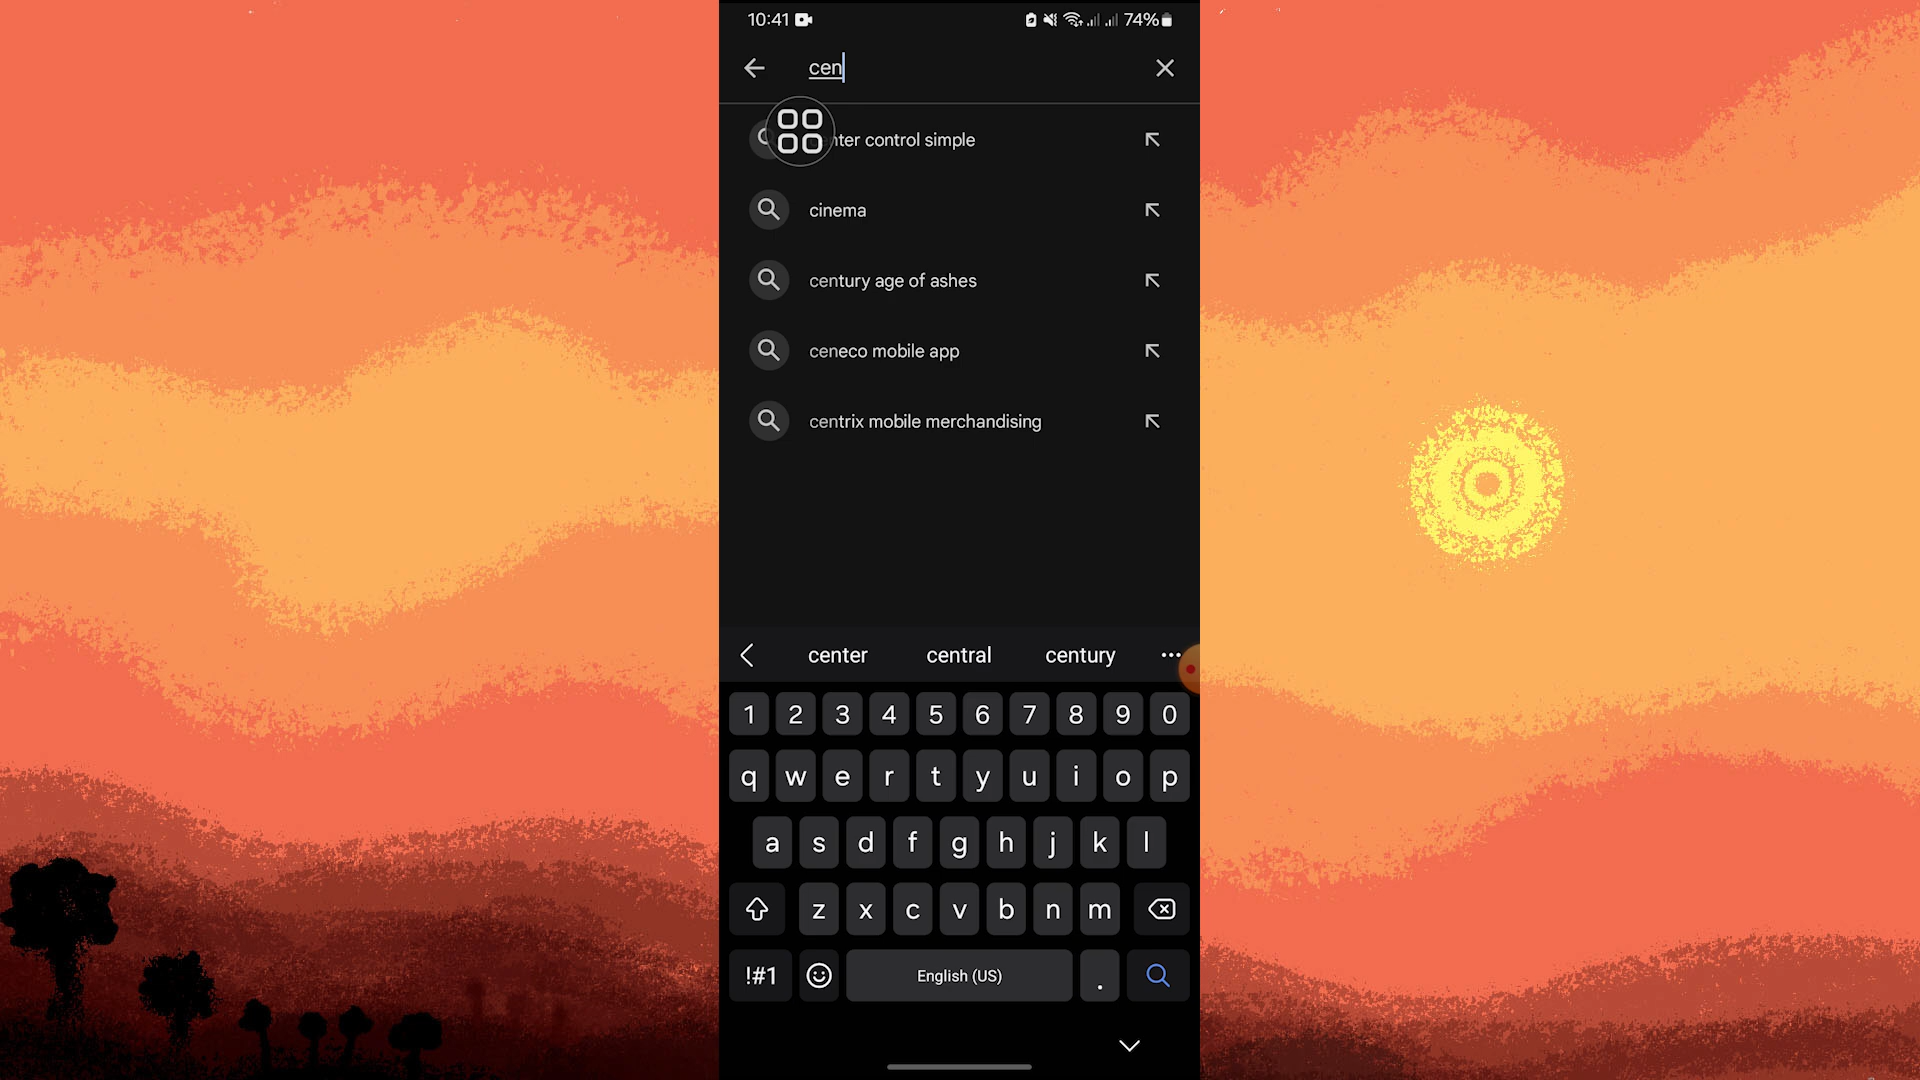 10:41
74%
cen
nter control simple
cinema
century age of ashes
ceneco mobile app
centrix mobile merchandising
center central century
1 2 3 4 5 6 7 8 9 0
q w e r t y u i o p
a s d f g h j k l
z x c v b n m
!#1 English (US) .